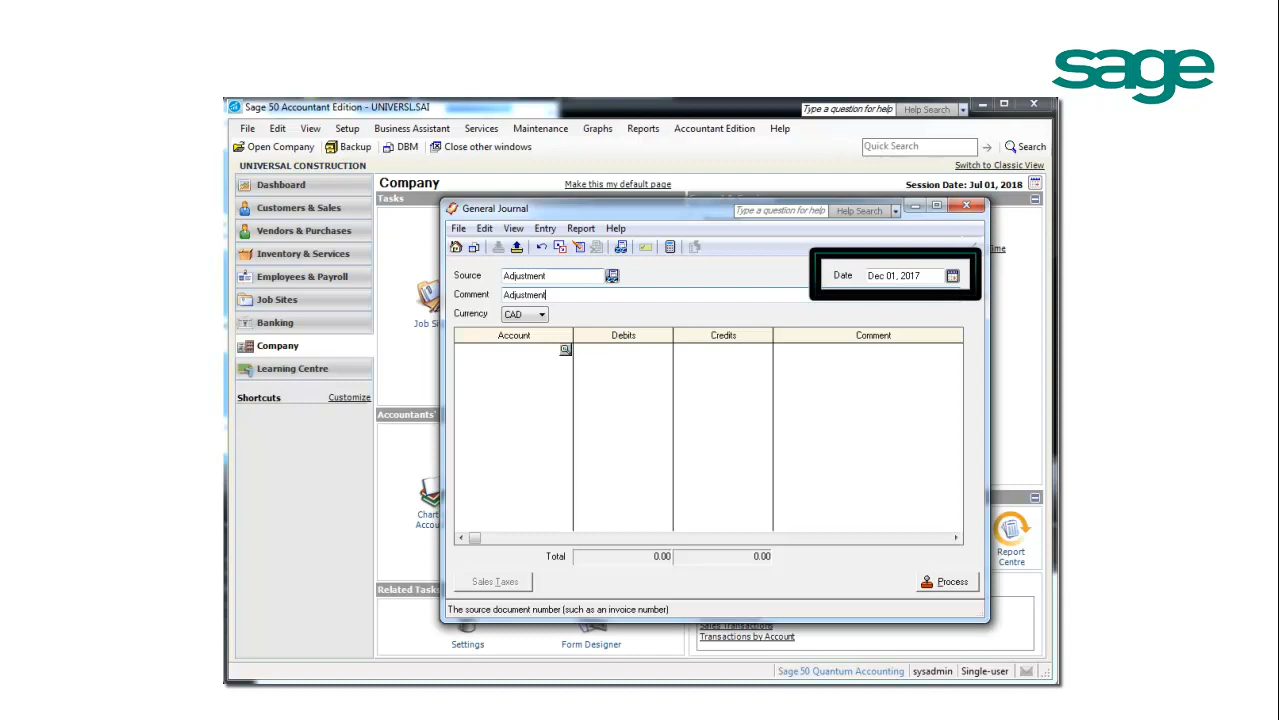 sage
Sage 50 Accountant Edition - UNIVERSL.SAI
Type a question for help
Help Search
File Edit View Setup Business Assistant Services Maintenance Graphs Reports Accountant Edition Help
Open Company Backup DBM Close other windows
Quick Search
Search
UNIVERSAL CONSTRUCTION
Switch to Classic View
Dashboard
Customers & Sales
Vendors & Purchases
Inventory & Services
Employees & Payroll
Job Sites
Banking
Company
Learning Centre
Shortcuts Customize
Company
Make this my default page
Session Date: Jul 01, 2018
Tasks
General Journal
Type a question for help
Help Search
File Edit View Entry Report Help
Source Adjustment
Date Dec 01, 2017
Comment Adjustment
Currency CAD
Account Debits Credits Comment
Total 0.00 0.00
Sales Taxes
Process
The source document number (such as an invoice number)
Job Si
Accountants'
Chart
Accou
Related Task
Settings
Form Designer
Report
Centre
Sales Transactions
Transactions by Account
Sage 50 Quantum Accounting sysadmin Single-user